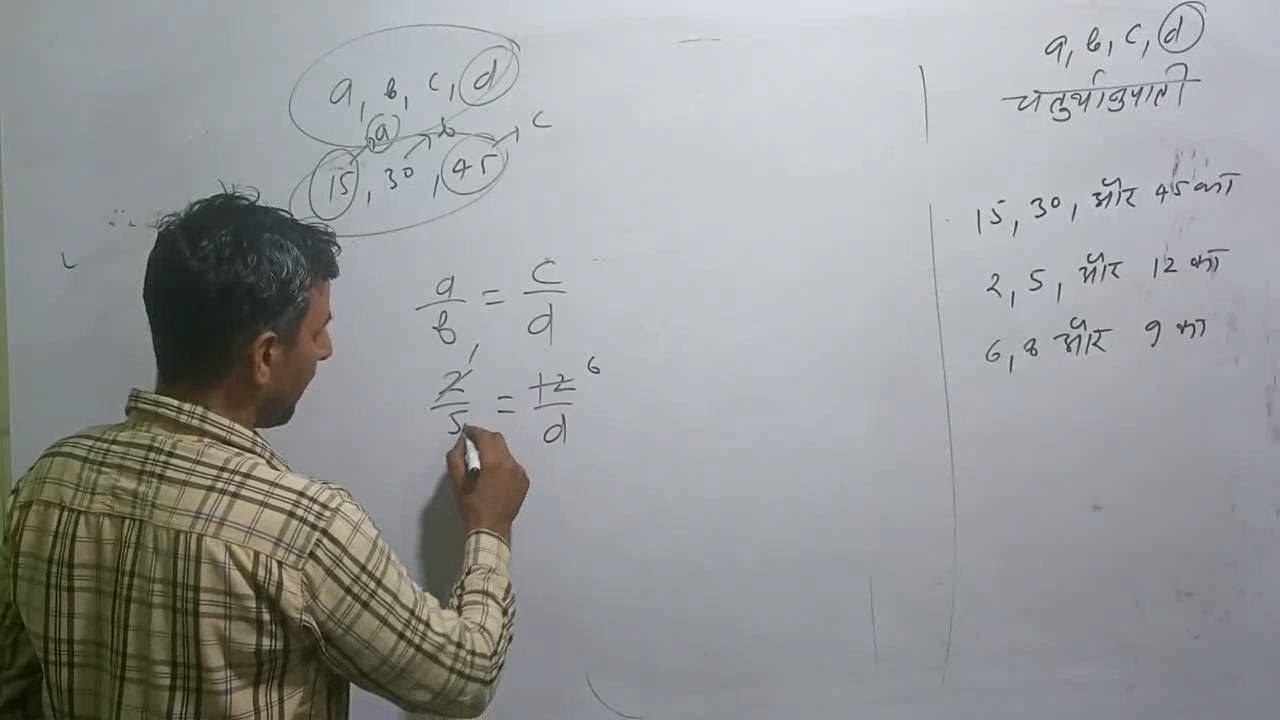 a, b, c, d
a b c
15, 30, 45
a/b = c/d
2/5 = 12/d
1 6
a, b, c, d
चतुर्थानुपाती
15, 30, और 45 का
2, 5, और 12 का
6, 8 और 9 का